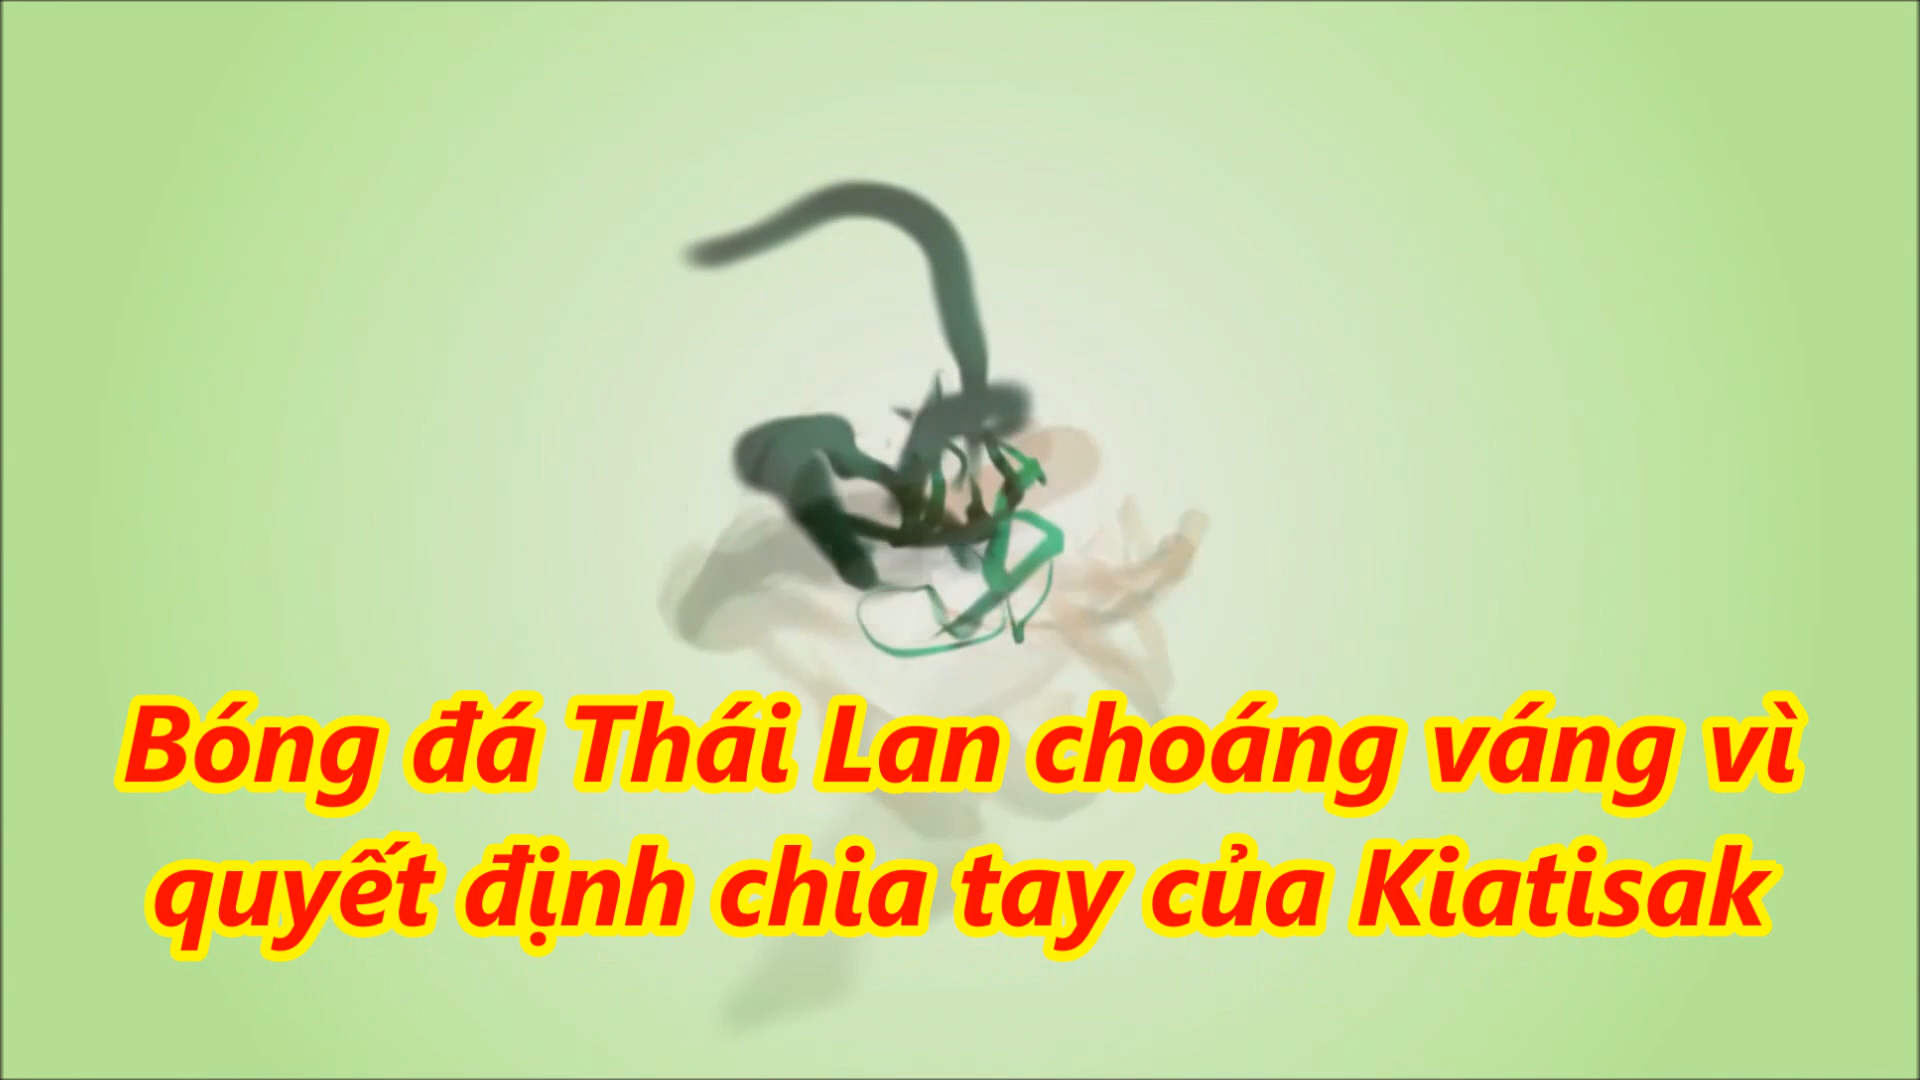 Bóng đá Thái Lan choáng váng vì
quyết định chia tay của Kiatisak